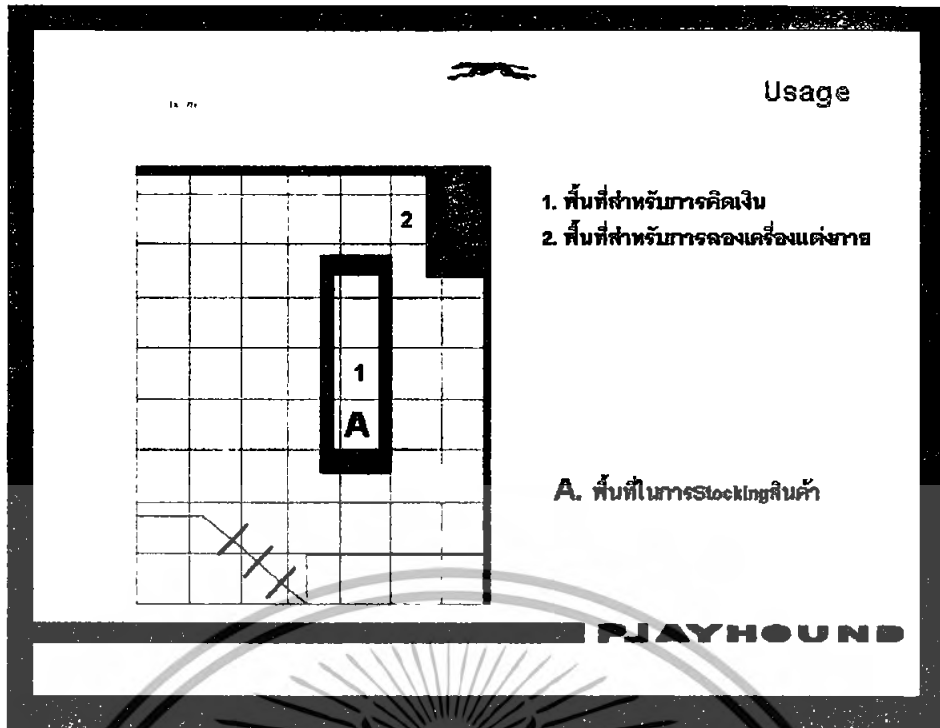 Usage
2
1. พื้นที่สำหรับการคิดเงิน
2. พื้นที่สำหรับการลองเครื่องแต่งกาย
1
A
A. พื้นที่ในการStockingสินค้า
PLAYHOUND